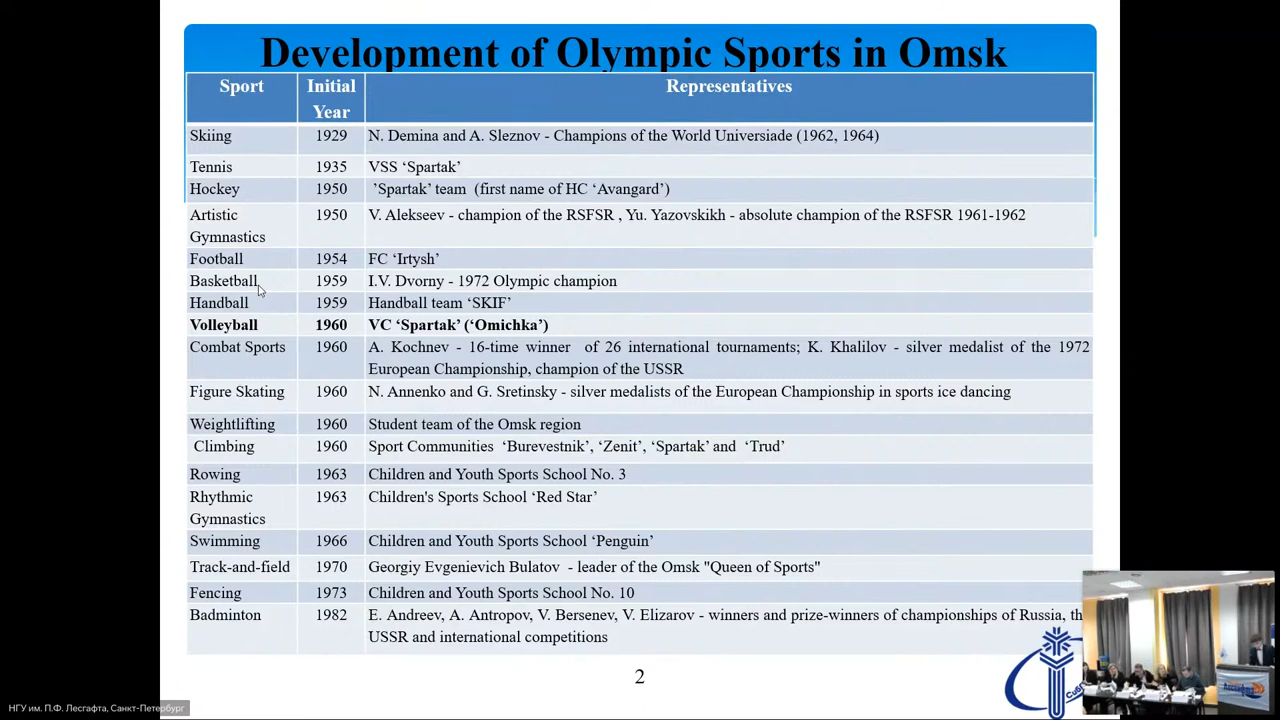 Development of Olympic Sports in Omsk
Sport Initial Year Representatives
Skiing 1929 N. Demina and A. Sleznov - Champions of the World Universiade (1962, 1964)
Tennis 1935 VSS ‘Spartak’
Hockey 1950 ’Spartak’ team (first name of HC ‘Avangard’)
Artistic Gymnastics 1950 V. Alekseev - champion of the RSFSR , Yu. Yazovskikh - absolute champion of the RSFSR 1961-1962
Football 1954 FC ‘Irtysh’
Basketball 1959 I.V. Dvorny - 1972 Olympic champion
Handball 1959 Handball team ‘SKIF’
Volleyball 1960 VC ‘Spartak’ (‘Omichka’)
Combat Sports 1960 A. Kochnev - 16-time winner of 26 international tournaments; K. Khalilov - silver medalist of the 1972
European Championship, champion of the USSR
Figure Skating 1960 N. Annenko and G. Sretinsky - silver medalists of the European Championship in sports ice dancing
Weightlifting 1960 Student team of the Omsk region
Climbing 1960 Sport Communities ‘Burevestnik’, ‘Zenit’, ‘Spartak’ and ‘Trud’
Rowing 1963 Children and Youth Sports School No. 3
Rhythmic Gymnastics 1963 Children's Sports School ‘Red Star’
Swimming 1966 Children and Youth Sports School ‘Penguin’
Track-and-field 1970 Georgiy Evgenievich Bulatov - leader of the Omsk "Queen of Sports"
Fencing 1973 Children and Youth Sports School No. 10
Badminton 1982 E. Andreev, A. Antropov, V. Bersenev, V. Elizarov - winners and prize-winners of championships of Russia, th
USSR and international competitions
2
НГУ им. П.Ф. Лесгафта, Санкт-Петербург